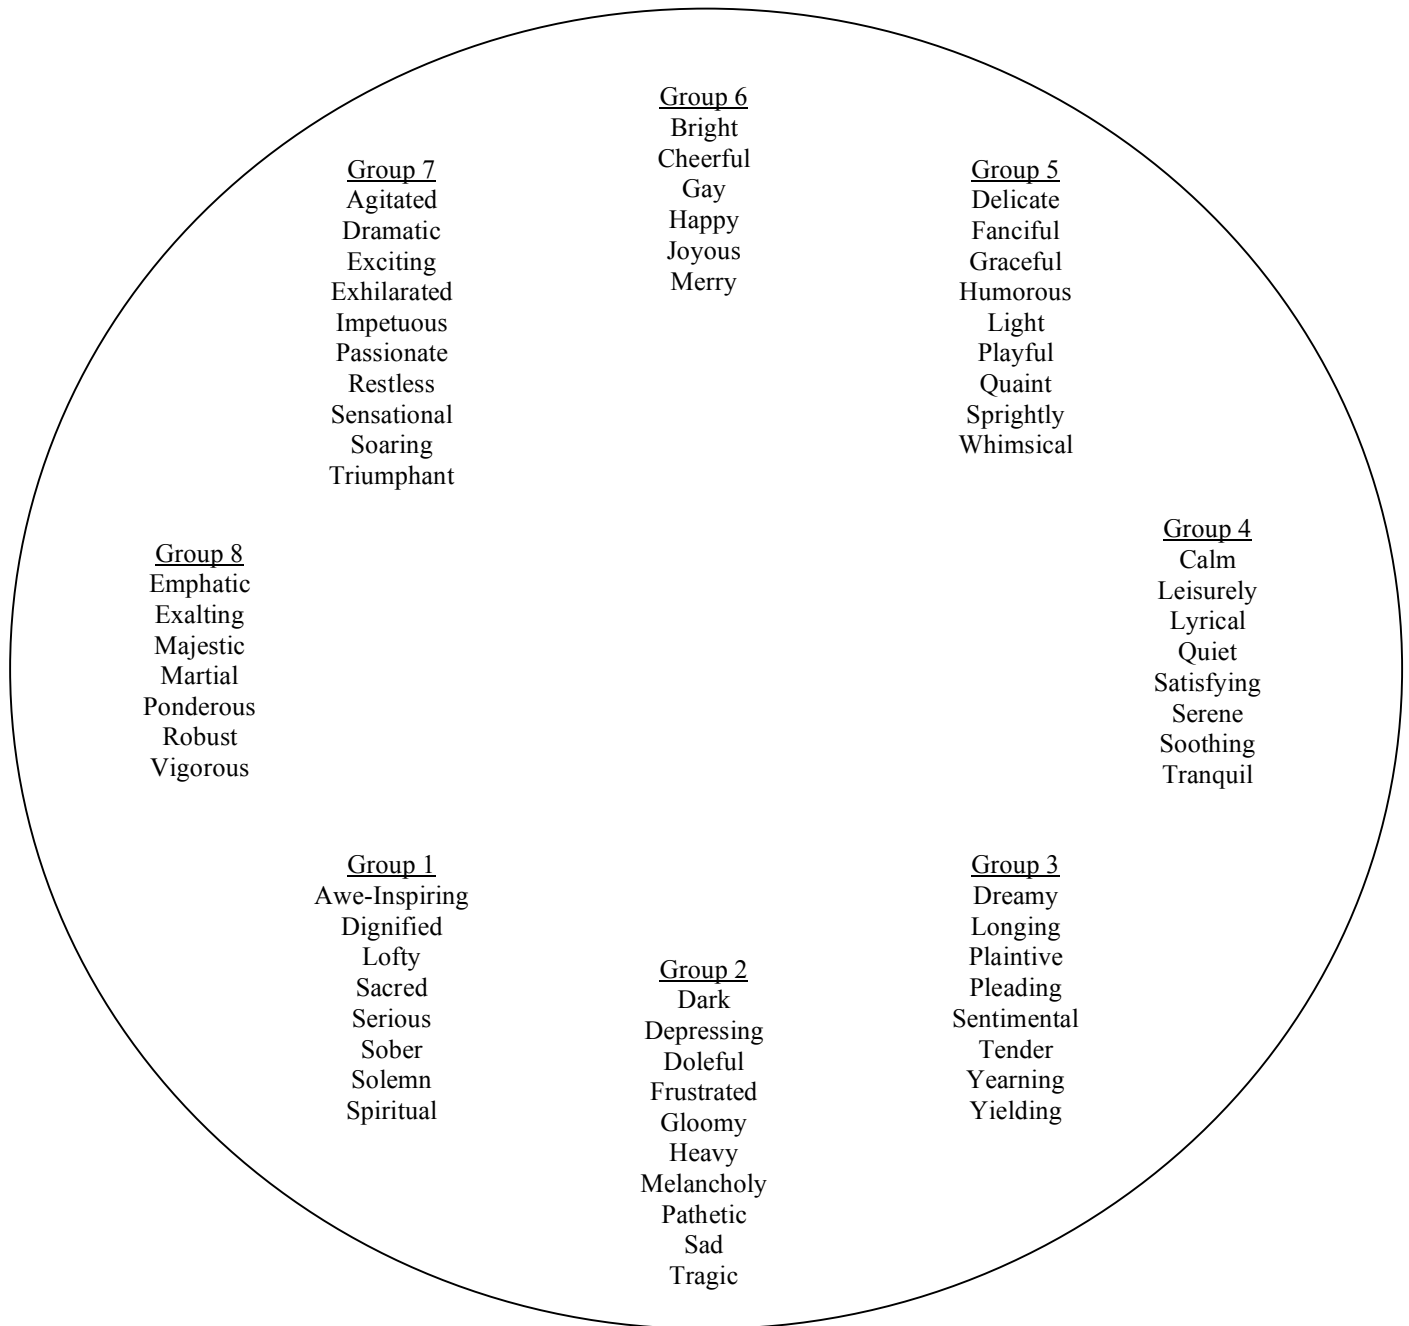 Group 6
Bright
Cheerful
Gay
Happy
Joyous
Merry
Group 7
Agitated
Dramatic
Exciting
Exhilarated
Impetuous
Passionate
Restless
Sensational
Soaring
Triumphant
Group 5
Delicate
Fanciful
Graceful
Humorous
Light
Playful
Quaint
Sprightly
Whimsical
Group 8
Emphatic
Exalting
Majestic
Martial
Ponderous
Robust
Vigorous
Group 4
Calm
Leisurely
Lyrical
Quiet
Satisfying
Serene
Soothing
Tranquil
Group 1
Awe-Inspiring
Dignified
Lofty
Sacred
Serious
Sober
Solemn
Spiritual
Group 2
Dark
Depressing
Doleful
Frustrated
Gloomy
Heavy
Melancholy
Pathetic
Sad
Tragic
Group 3
Dreamy
Longing
Plaintive
Pleading
Sentimental
Tender
Yearning
Yielding